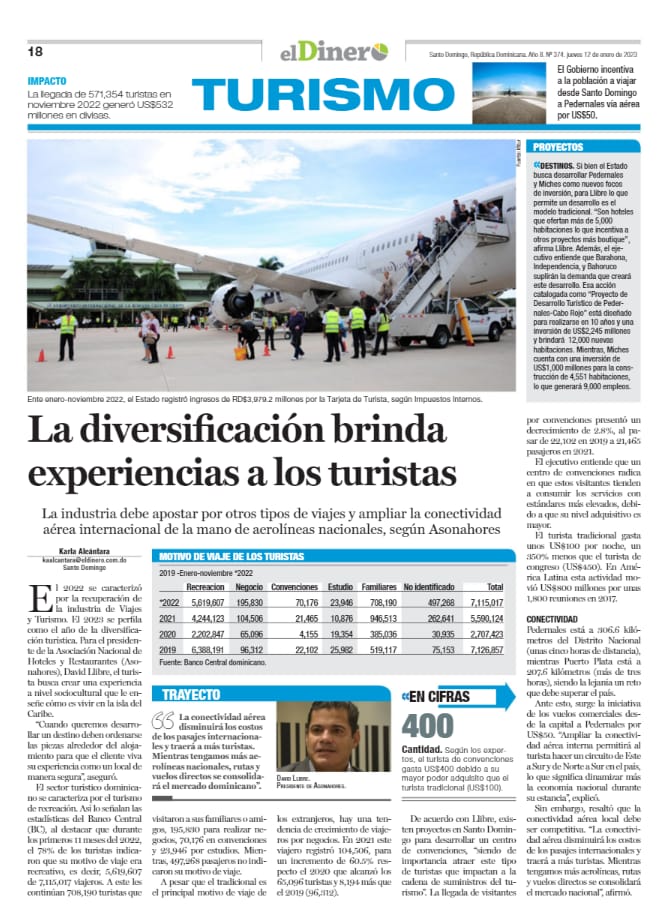 18
elDinero
Santo Domingo, República Dominicana. Año 8. Nº 374, jueves 12 de enero de 2023
IMPACTO
La llegada de 571,354 turistas en
noviembre 2022 generó US$532
millones en divisas.
TURISMO
El Gobierno incentiva
a la población a viajar
desde Santo Domingo
a Pedernales vía aérea
por US$50.
Ente enero-noviembre 2022, el Estado registró ingresos de RD$3,979.2 millones por la Tarjeta de Turista, según Impuestos Internos.
PROYECTOS
«DESTINOS. Si bien el Estado
busca desarrollar Pedernales
y Miches como nuevos focos
de inversión, para Llibre lo que
permite un desarrollo es el
modelo tradicional. "Son hoteles
que ofertan más de 5,000
habitaciones lo que incentiva a
otros proyectos más boutique",
afirma Llibre. Además, el ejecutivo
entiende que Barahona,
Independencia, y Bahoruco
suplirán la demanda que creará
este desarrollo. Esa acción
catalogada como "Proyecto de
Desarrollo Turístico de Pedernales-Cabo
Rojo" está diseñado
para realizarse en 10 años y una
inversión de US$2,245 millones
y brindará 12,000 nuevas
habitaciones. Mientras, Miches
cuenta con una inversión de
US$1,000 millones para la construcción
de 4,551 habitaciones,
lo que generará 9,000 empleos.
La diversificación brinda
experiencias a los turistas
La industria debe apostar por otros tipos de viajes y ampliar la conectividad
aérea internacional de la mano de aerolíneas nacionales, según Asonahores
Karla Alcántara
kaalcantara@eldinero.com.do
Santo Domingo
El 2022 se caracterizó
por la recuperación de
la industria de Viajes
y Turismo. El 2023 se perfila
como el año de la diversificación
turística. Para el presidente
de la Asociación Nacional de
Hoteles y Restaurantes (Asonahores),
David Llibre, el turista
busca crear una experiencia
a nivel sociocultural que le enseñe
cómo es vivir en la isla del
Caribe.
"Cuando queremos desarrollar
un destino deben ordenarse
las piezas alrededor del alojamiento
para que el cliente viva
su experiencia como un local de
manera segura", aseguró.
El sector turístico dominicano
se caracteriza por el turismo
de recreación. Así lo señalan las
estadísticas del Banco Central
(BC), al destacar que durante
los primeros 11 meses del 2022,
el 78% de los turistas indicaron
que su motivo de viaje era
recreativo, es decir, 5,619,607
de 7,115,017 viajeros. A este les
continúan 708,190 turistas que
MOTIVO DE VIAJE DE LOS TURISTAS
2019 -Enero-noviembre *2022
Recreacion Negocio Convenciones Estudio Familiares No identificado Total
*2022 5,619,607 195,830 70,176 23,946 708,190 497,268 7,115,017
2021 4,244,123 104,506 21,465 10,876 946,513 262,641 5,590,124
2020 2,202,847 65,096 4,155 19,354 385,036 30,935 2,707,423
2019 6,388,191 96,312 22,102 25,982 519,117 75,153 7,126,857
Fuente: Banco Central dominicano.
TRAYECTO
La conectividad aérea
disminuirá los costos de
los pasajes internacionales
y traerá a más turistas.
Mientras tengamos más aerolíneas
nacionales, rutas y
vuelos directos se consolidará
el mercado dominicano".
David Llibre.
Presidente de Asonahores.
«EN CIFRAS
400
Cantidad. Según los expertos,
el turista de convenciones
gasta US$400 debido a su
mayor poder adquisito que el
turista tradicional (US$100).
visitaron a sus familiares o amigos,
195,830 para realizar negocios,
70,176 en convenciones
y 23,946 por estudios. Mientras,
497,268 pasajeros no indicaron
su motivo de viaje.
A pesar que el tradicional es
el principal motivo de viaje de
los extranjeros, hay una tendencia
de crecimiento de viajeros
por negocios. En 2021 este
viajero registró 104,506, para
un incremento de 60.5% respecto
el 2020 que alcanzó los
65,096 turistas y 8,194 más que
el 2019 (96,312).
De acuerdo con Llibre, existen
proyectos en Santo Domingo
para desarrollar un centro
de convenciones, "siendo de
importancia atraer este tipo
de turistas que impactan a la
cadena de suministros del turismo".
La llegada de visitantes
por convenciones presentó un
decrecimiento de 2.8%, al pasar
de 22,102 en 2019 a 21,465
pasajeros en 2021.
El ejecutivo entiende que un
centro de convenciones radica
en que estos visitantes tienden
a consumir los servicios con
estándares más elevados, debido
a que su nivel adquisitivo es
mayor.
El turista tradicional gasta
unos US$100 por noche, un
350% menos que el turista de
congreso (US$450). En América
Latina esta actividad movió
US$800 millones por unas
1,800 reuniones en 2017.
CONECTIVIDAD
Pedernales está a 306.6 kilómetros
del Distrito Nacional
(unas cinco horas de distancia),
mientras Puerto Plata está a
207.6 kilómetros (más de tres
horas), siendo la lejanía un reto
que debe superar el país.
Ante esto, surge la iniciativa
de los vuelos comerciales desde
la capital a Pedernales por
US$50. "Ampliar la conectividad
aérea interna permitirá al
turista hacer un circuito de Este
a Sur y de Norte a Sur en el país,
lo que significa dinamizar más
la economía nacional durante
su estancia", explicó.
Sin embargo, resaltó que la
conectividad aérea local debe
ser competitiva. "La conectividad
aérea disminuirá los costos
de los pasajes internacionales y
traerá a más turistas. Mientras
tengamos más aerolíneas, rutas
y vuelos directos se consolidará
el mercado nacional", afirmó.